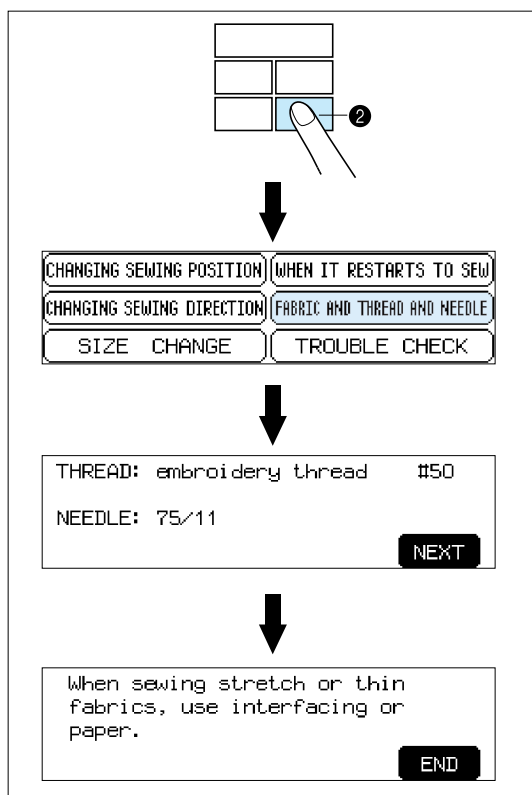 2
CHANGING SEWING POSITION WHEN IT RESTARTS TO SEW
CHANGING SEWING DIRECTION FABRIC AND THREAD AND NEEDLE
SIZE CHANGE TROUBLE CHECK
THREAD: embroidery thread #50
NEEDLE: 75/11
NEXT
When sewing stretch or thin
fabrics, use interfacing or
paper.
END